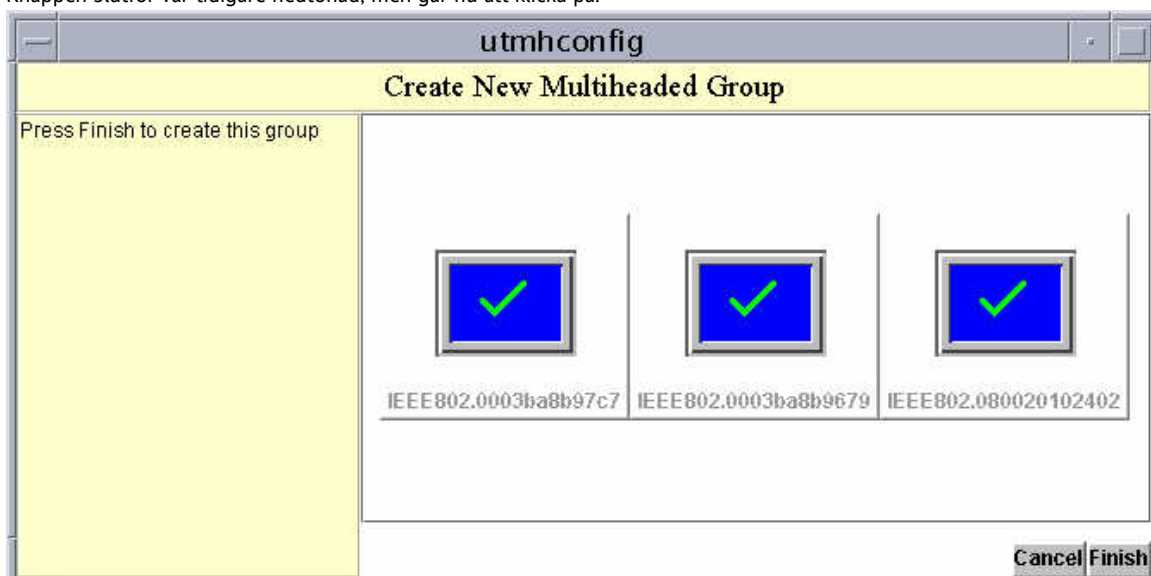 Knappen Slutför var tidigare nedtonad, men går nu att klicka på.
utmhconfig
Create New Multiheaded Group
Press Finish to create this group
IEEE802.0003ba8b97c7 IEEE802.0003ba8b9679 IEEE802.080020102402
Cancel Finish